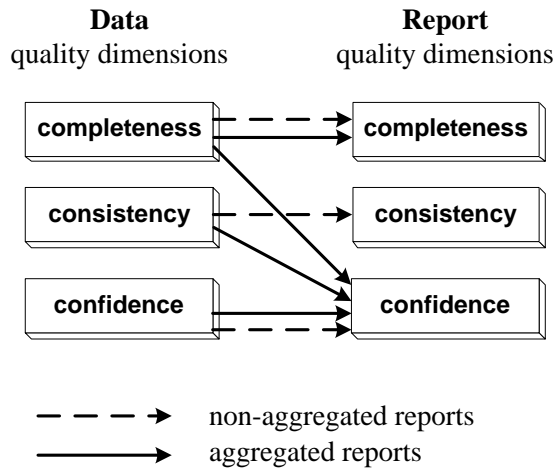 Data
quality dimensions
Report
quality dimensions
completeness
completeness
consistency
consistency
confidence
confidence
non-aggregated reports
aggregated reports